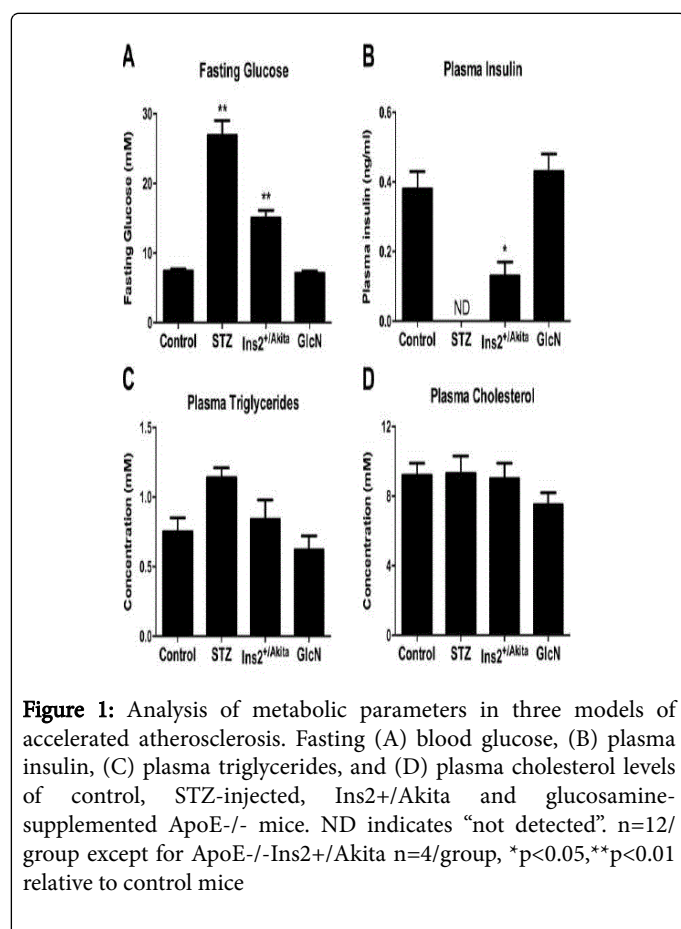 A
Fasting Glucose
Fasting Glucose (mM)
30
20
10
0
**
**
Control STZ Ins2+/Akita GlcN
B
Plasma Insulin
Plasma insulin (ng/ml)
0.6
0.4
0.2
0.0
ND
*
Control STZ Ins2+/Akita GlcN
C
Plasma Triglycerides
Concentration (mM)
1.5
1.0
0.5
0.0
Control STZ Ins2+/Akita GlcN
D
Plasma Cholesterol
Concentration (mM)
12
8
4
0
Control STZ Ins2+/Akita GlcN
Figure 1: Analysis of metabolic parameters in three models of
accelerated atherosclerosis. Fasting (A) blood glucose, (B) plasma
insulin, (C) plasma triglycerides, and (D) plasma cholesterol levels
of control, STZ-injected, Ins2+/Akita and glucosamine-
supplemented ApoE-/- mice. ND indicates “not detected”. n=12/
group except for ApoE-/-Ins2+/Akita n=4/group, *p<0.05,**p<0.01
relative to control mice